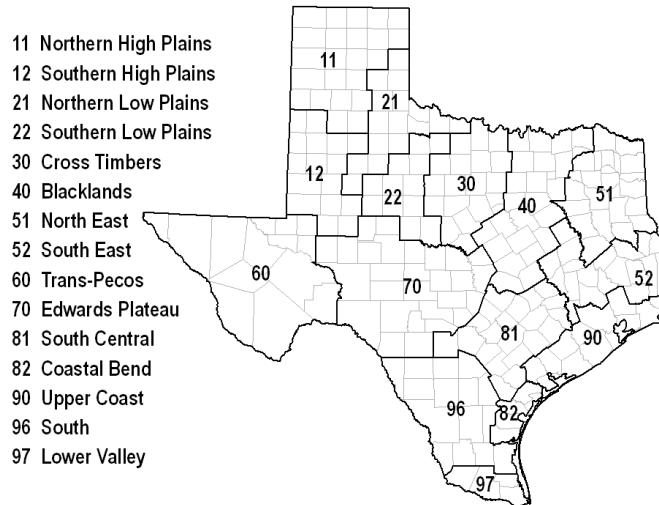 11 Northern High Plains
12 Southern High Plains
21 Northern Low Plains
22 Southern Low Plains
30 Cross Timbers
40 Blacklands
51 North East
52 South East
60 Trans-Pecos
70 Edwards Plateau
81 South Central
82 Coastal Bend
90 Upper Coast
96 South
97 Lower Valley
11
21
12
22
30
40
51
60
70
52
81
90
96
82
97